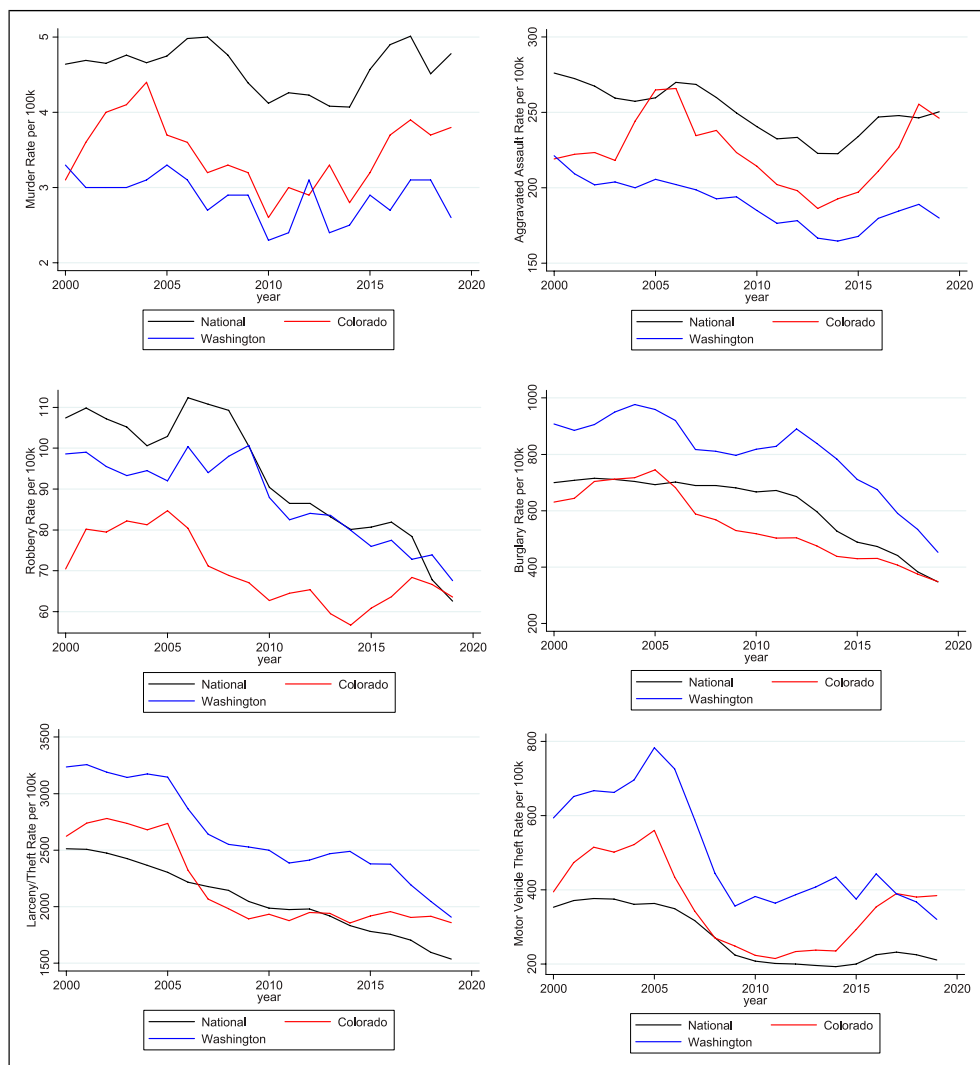 Murder Rate per 100k
5
4
3
2
2000 2005 2010 2015 2020
year
National Colorado
Washington
Aggravated Assault Rate per 100k
300
250
200
150
2000 2005 2010 2015 2020
year
National Colorado
Washington
Robbery Rate per 100k
110
100
90
80
70
60
2000 2005 2010 2015 2020
year
National Colorado
Washington
Burglary Rate per 100k
1000
800
600
400
200
2000 2005 2010 2015 2020
year
National Colorado
Washington
Larceny/Theft Rate per 100k
3500
3000
2500
2000
1500
2000 2005 2010 2015 2020
year
National Colorado
Washington
Motor Vehicle Theft Rate per 100k
800
600
400
200
2000 2005 2010 2015 2020
year
National Colorado
Washington